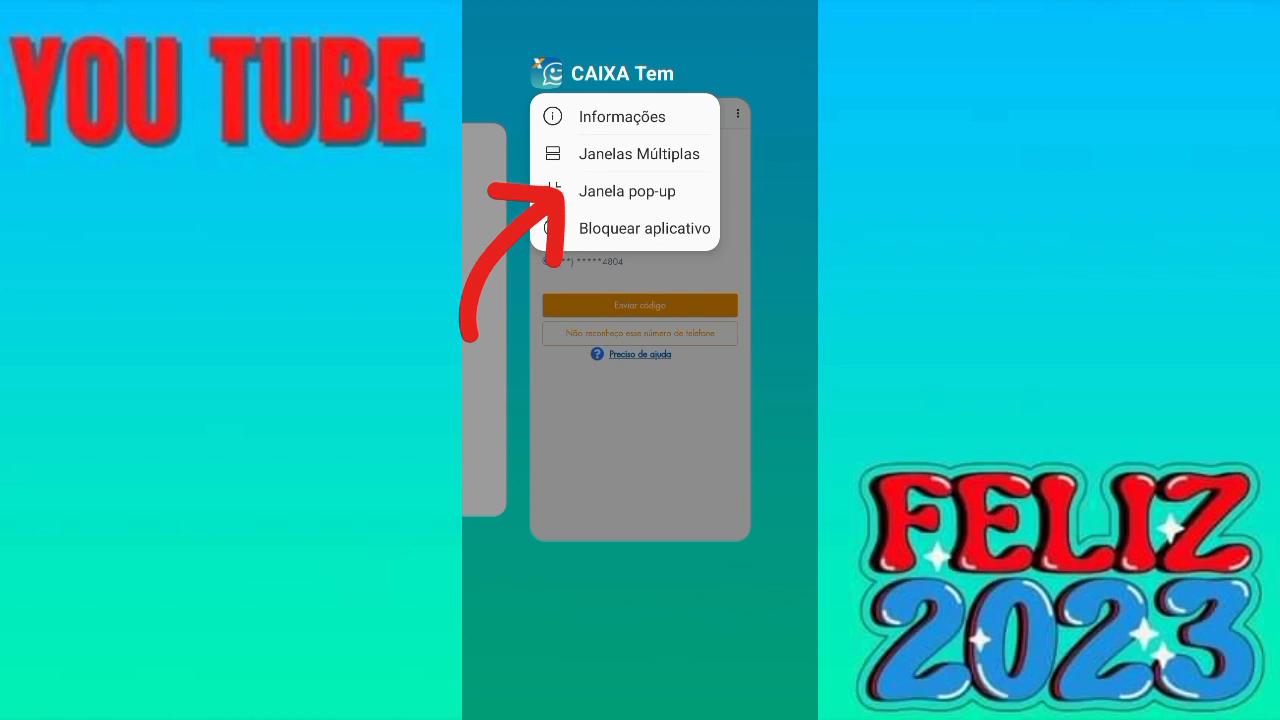 YOU TUBE
CAIXA Tem
Informações
Janelas Múltiplas
Janela pop-up
Bloquear aplicativo
**) *****4804
Enviar código
Não reconheço esse número de telefone
? Preciso de ajuda
FELIZ
2023